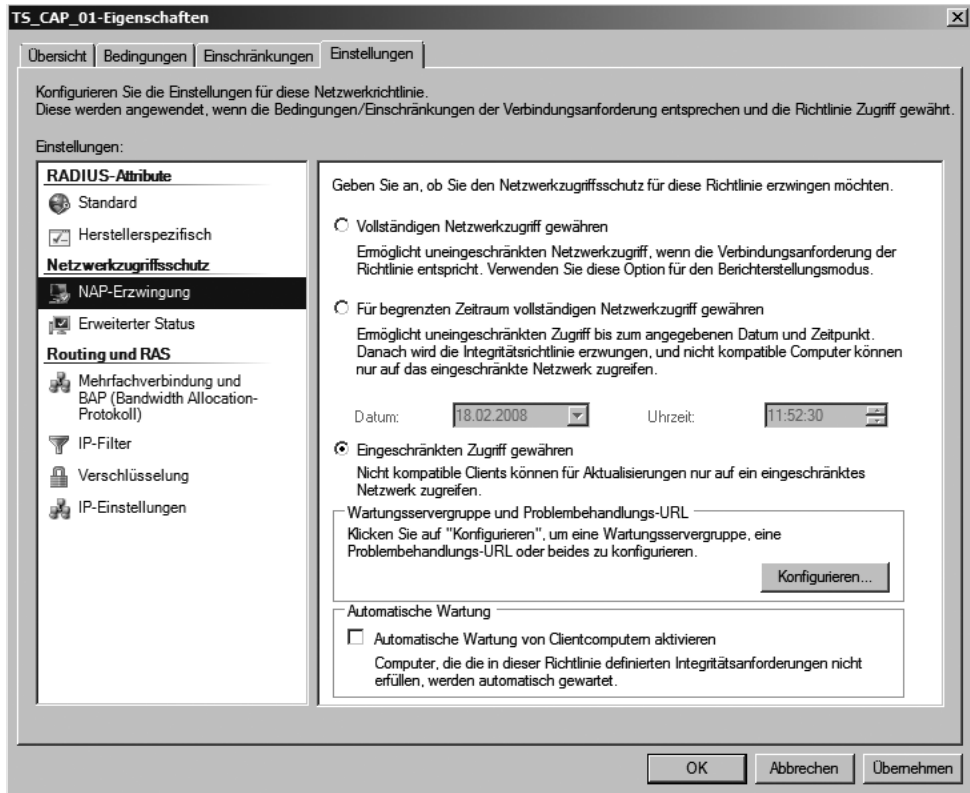 TS_CAP_01-Eigenschaften
Übersicht
Bedingungen
Einschränkungen
Einstellungen
Konfigurieren Sie die Einstellungen für diese Netzwerkrichtlinie.
Diese werden angewendet, wenn die Bedingungen/Einschränkungen der Verbindungsanforderung entsprechen und die Richtlinie Zugriff gewährt.
Einstellungen:
RADIUS-Attribute
Standard
Herstellerspezifisch
Netzwerkzugriffsschutz
NAP-Erzwingung
Erweiterter Status
Routing und RAS
Mehrfachverbindung und
BAP (Bandwidth Allocation-
Protokoll)
IP-Filter
Verschlüsselung
IP-Einstellungen
Geben Sie an, ob Sie den Netzwerkzugriffsschutz für diese Richtlinie erzwingen möchten.
Vollständigen Netzwerkzugriff gewähren
Ermöglicht uneingeschränkten Netzwerkzugriff, wenn die Verbindungsanforderung der
Richtlinie entspricht. Verwenden Sie diese Option für den Berichterstellungsmodus.
Für begrenzten Zeitraum vollständigen Netzwerkzugriff gewähren
Ermöglicht uneingeschränkten Zugriff bis zum angegebenen Datum und Zeitpunkt.
Danach wird die Integritätsrichtlinie erzwungen, und nicht kompatible Computer können
nur auf das eingeschränkte Netzwerk zugreifen.
Datum: 18.02.2008 Uhrzeit: 11:52:30
Eingeschränkten Zugriff gewähren
Nicht kompatible Clients können für Aktualisierungen nur auf ein eingeschränktes
Netzwerk zugreifen.
Wartungsservergruppe und Problembehandlungs-URL
Klicken Sie auf "Konfigurieren", um eine Wartungsservergruppe, eine
Problembehandlungs-URL oder beides zu konfigurieren.
Konfigurieren...
Automatische Wartung
Automatische Wartung von Clientcomputern aktivieren
Computer, die die in dieser Richtlinie definierten Integritätsanforderungen nicht
erfüllen, werden automatisch gewartet.
OK
Abbrechen
Übernehmen